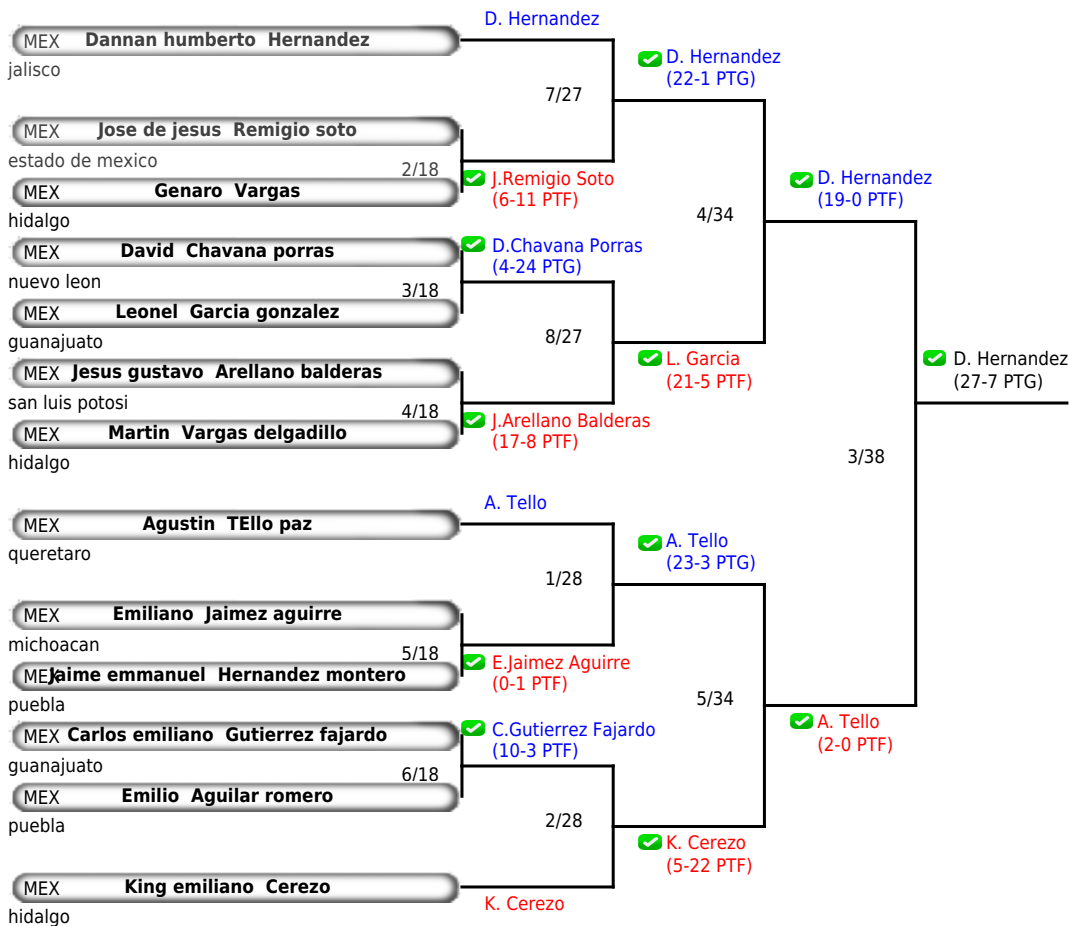 D. Hernandez
MEX Dannan humberto Hernandez
jalisco
D. Hernandez
(22-1 PTG)
7/27
MEX Jose de jesus Remigio soto
estado de mexico
2/18
MEX Genaro Vargas
J.Remigio Soto
(6-11 PTF)
D. Hernandez
(19-0 PTF)
hidalgo
4/34
MEX David Chavana porras
D.Chavana Porras
(4-24 PTG)
nuevo leon
3/18
MEX Leonel Garcia gonzalez
hidalgo
guanajuato
8/27
L. Garcia
(21-5 PTF)
D. Hernandez
(27-7 PTG)
MEX Jesus gustavo Arellano balderas
san luis potosi
4/18
J.Arellano Balderas
(17-8 PTF)
MEX Martin Vargas delgadillo
hidalgo
3/38
A. Tello
MEX Agustin TEllo paz
queretaro
A. Tello
(23-3 PTG)
1/28
MEX Emiliano Jaimez aguirre
michoacan
5/18
E.Jaimez Aguirre
(0-1 PTF)
MEX Jaime emmanuel Hernandez montero
puebla
5/34
A. Tello
(2-0 PTF)
MEX Carlos emiliano Gutierrez fajardo
C.Gutierrez Fajardo
(10-3 PTF)
guanajuato
6/18
MEX Emilio Aguilar romero
puebla
2/28
K. Cerezo
(5-22 PTF)
MEX King emiliano Cerezo
K. Cerezo
hidalgo